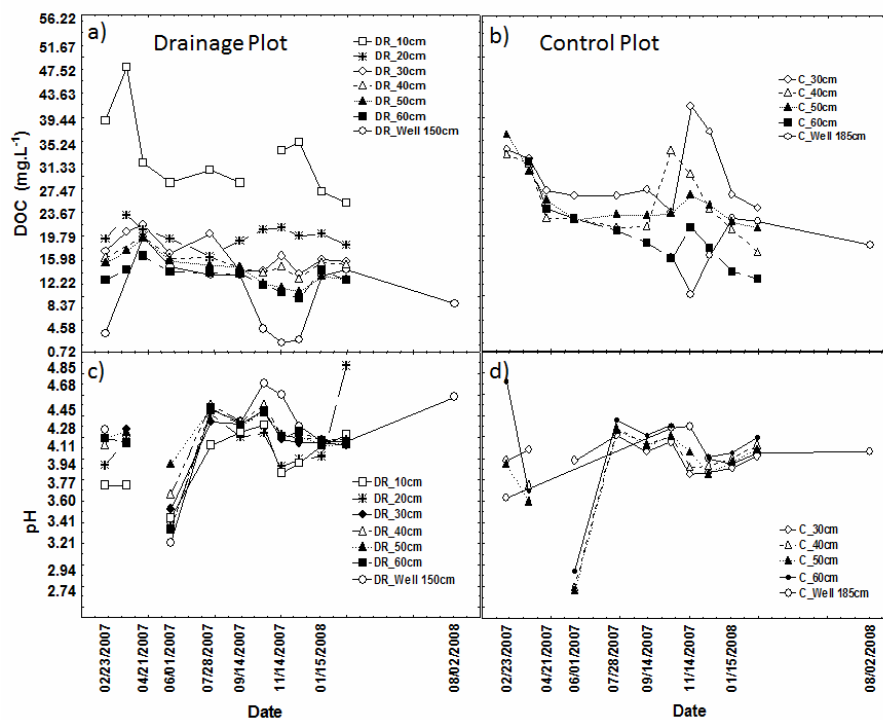 a)
Drainage Plot
DR_10cm
DR_20cm
DR_30cm
DR_40cm
DR_50cm
DR_60cm
DR_Well 150cm
56.22
51.67
47.52
43.63
39.44
35.24
31.33
27.47
23.67
19.79
15.98
12.22
8.37
4.58
0.72
DOC (mg.L-1)
b)
Control Plot
C_30cm
C_40cm
C_50cm
C_60cm
C_Well 185cm
c)
4.85
4.68
4.45
4.28
4.11
3.94
3.77
3.60
3.41
3.21
2.94
2.74
pH
DR_10cm
DR_20cm
DR_30cm
DR_40cm
DR_50cm
DR_60cm
DR_Well 150cm
d)
C_30cm
C_40cm
C_50cm
C_60cm
C_Well 185cm
02/23/2007
04/21/2007
06/01/2007
07/28/2007
09/14/2007
11/14/2007
01/15/2008
08/02/2008
Date
02/23/2007
04/21/2007
06/01/2007
07/28/2007
09/14/2007
11/14/2007
01/15/2008
08/02/2008
Date